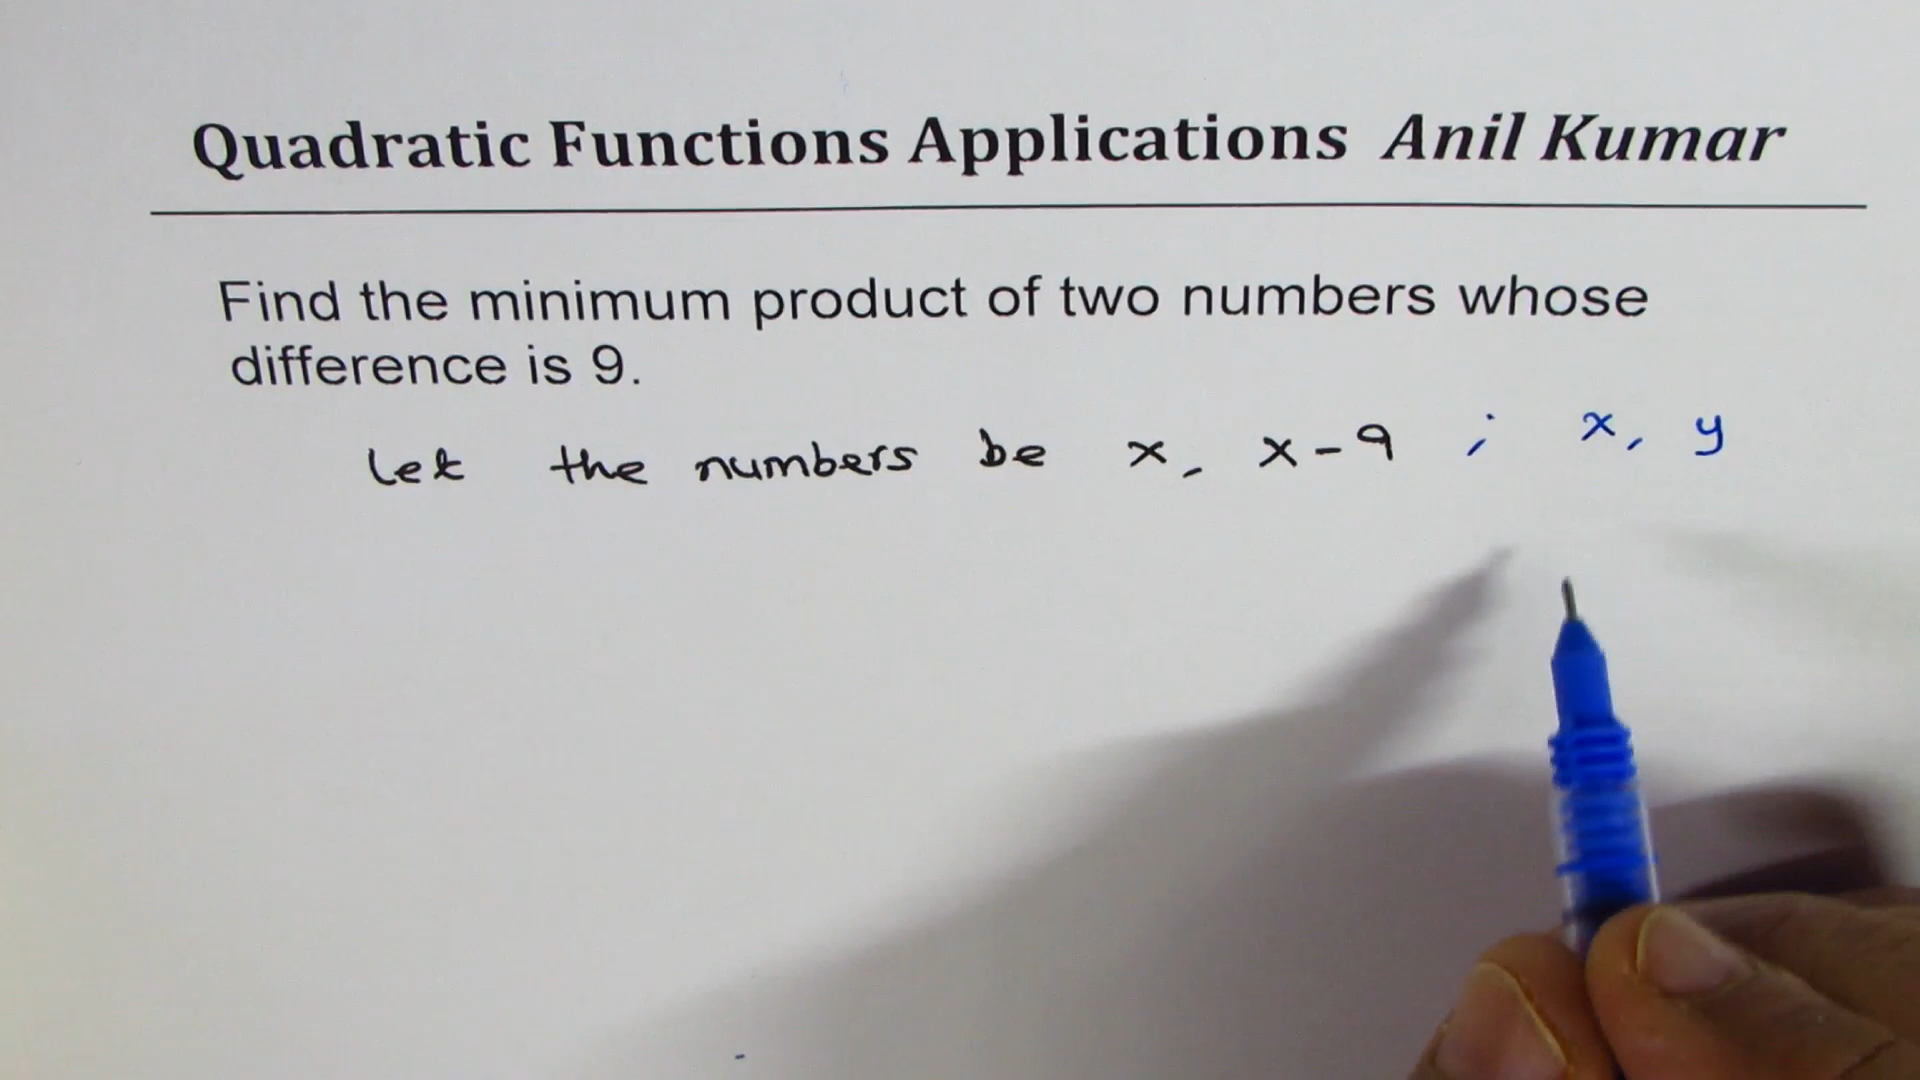 Quadratic Functions Applications Anil Kumar
Find the minimum product of two numbers whose
difference is 9.
Let the numbers be x, x-9 ; x, y